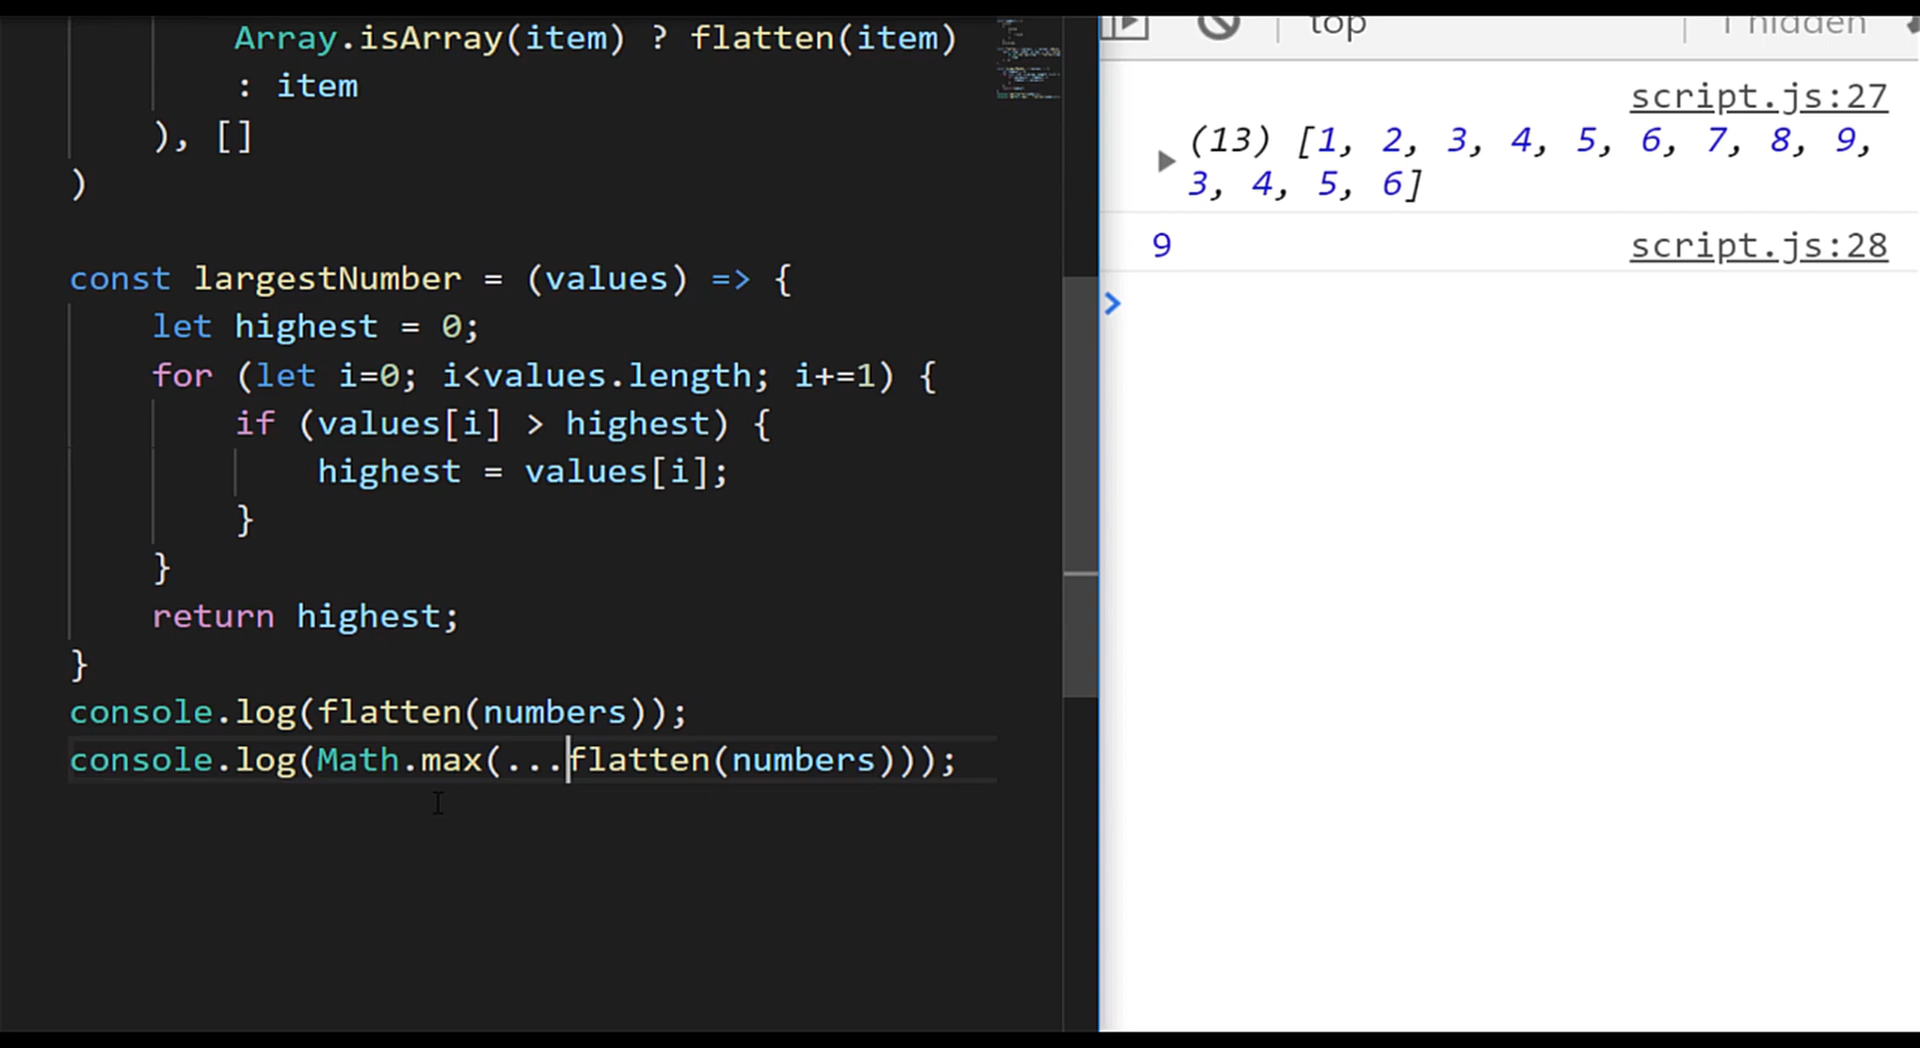 Array.isArray(item) ? flatten(item)
: item
), []
)
const largestNumber = (values) => {
let highest = 0;
for (let i=0; i<values.length; i+=1) {
if (values[i] > highest) {
highest = values[i];
}
}
return highest;
}
console.log(flatten(numbers));
console.log(Math.max(...flatten(numbers)));
top
1 hidden
script.js:27
(13) [1, 2, 3, 4, 5, 6, 7, 8, 9,
3, 4, 5, 6]
9
script.js:28